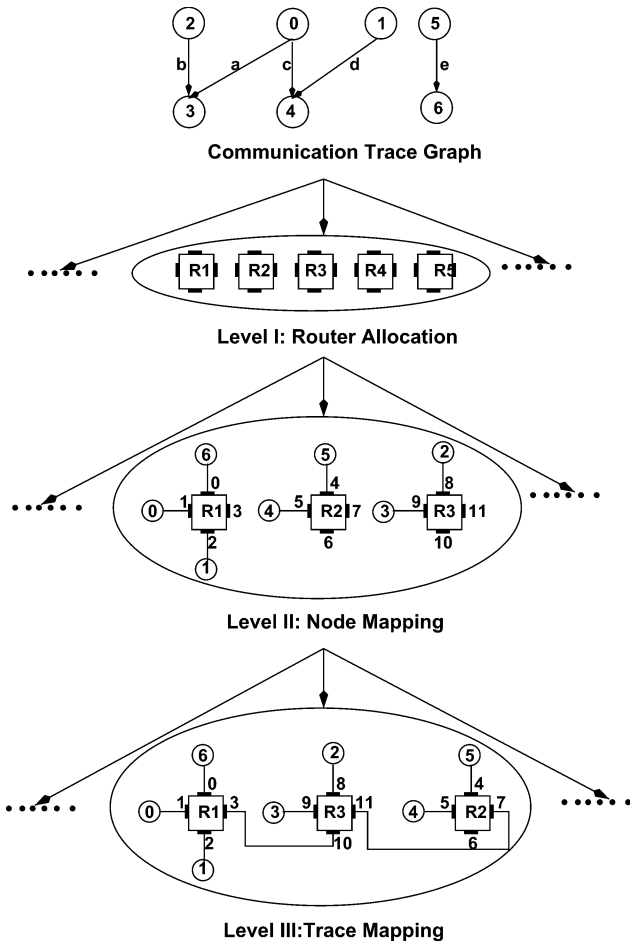 2 0 1 5
b a c d e
3 4 6
Communication Trace Graph
R1 R2 R3 R4 R5
Level I: Router Allocation
6 5 2
0 4 8
0 1 R1 3 4 5 R2 7 3 9 R3 11
2 6 10
1
Level II: Node Mapping
6 2 5
0 8 4
0 1 R1 3 3 9 R3 11 4 5 R2 7
2 10 6
1
Level III:Trace Mapping